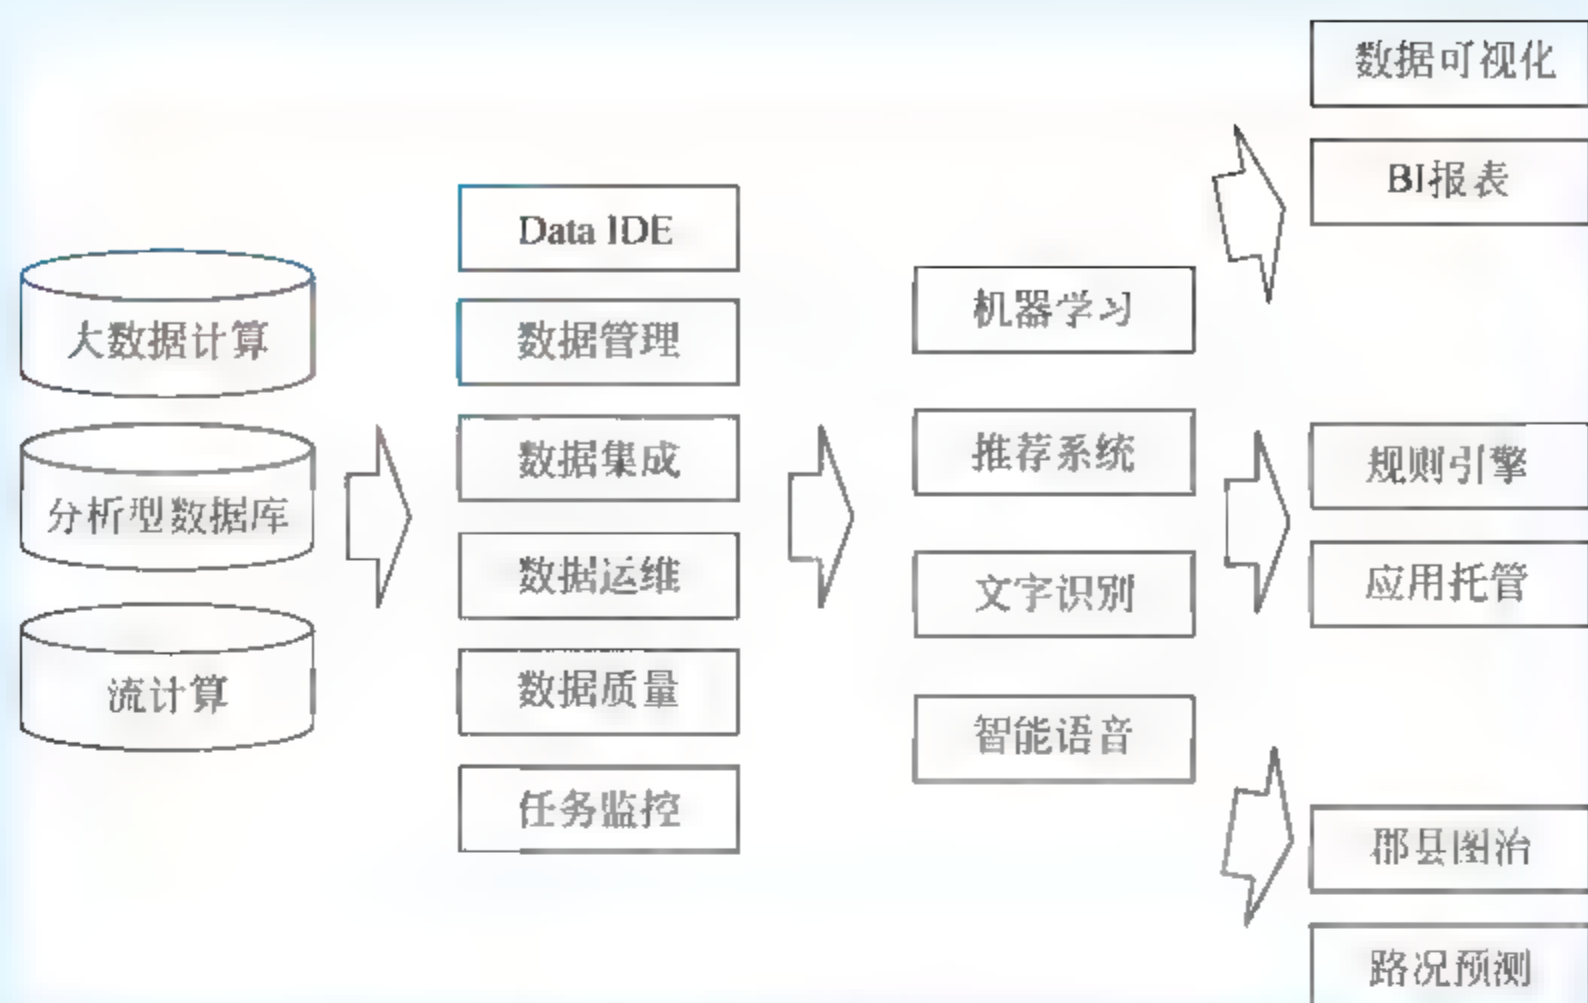 大数据计算
分析型数据库
流计算
Data IDE
数据管理
数据集成
数据运维
数据质量
任务监控
机器学习
推荐系统
文字识别
智能语音
数据可视化
BI报表
规则引擎
应用托管
郡县图治
路况预测